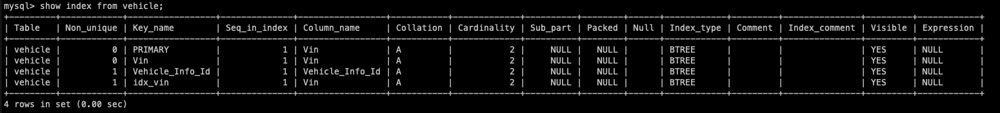 mysql> show index from vehicle;
+---------+------------+-----------------+--------------+-----------------+-----------+-------------+----------+--------+------+------------+---------+---------------+---------+------------+
| Table   | Non_unique | Key_name        | Seq_in_index | Column_name     | Collation | Cardinality | Sub_part | Packed | Null | Index_type | Comment | Index_comment | Visible | Expression |
+---------+------------+-----------------+--------------+-----------------+-----------+-------------+----------+--------+------+------------+---------+---------------+---------+------------+
| vehicle |          0 | PRIMARY         |            1 | Vin             | A         |           2 |     NULL |   NULL |      | BTREE      |         |               | YES     | NULL       |
| vehicle |          0 | Vin             |            1 | Vin             | A         |           2 |     NULL |   NULL |      | BTREE      |         |               | YES     | NULL       |
| vehicle |          1 | Vehicle_Info_Id |            1 | Vehicle_Info_Id | A         |           2 |     NULL |   NULL |      | BTREE      |         |               | YES     | NULL       |
| vehicle |          1 | idx_vin         |            1 | Vin             | A         |           2 |     NULL |   NULL |      | BTREE      |         |               | YES     | NULL       |
+---------+------------+-----------------+--------------+-----------------+-----------+-------------+----------+--------+------+------------+---------+---------------+---------+------------+
4 rows in set (0.00 sec)